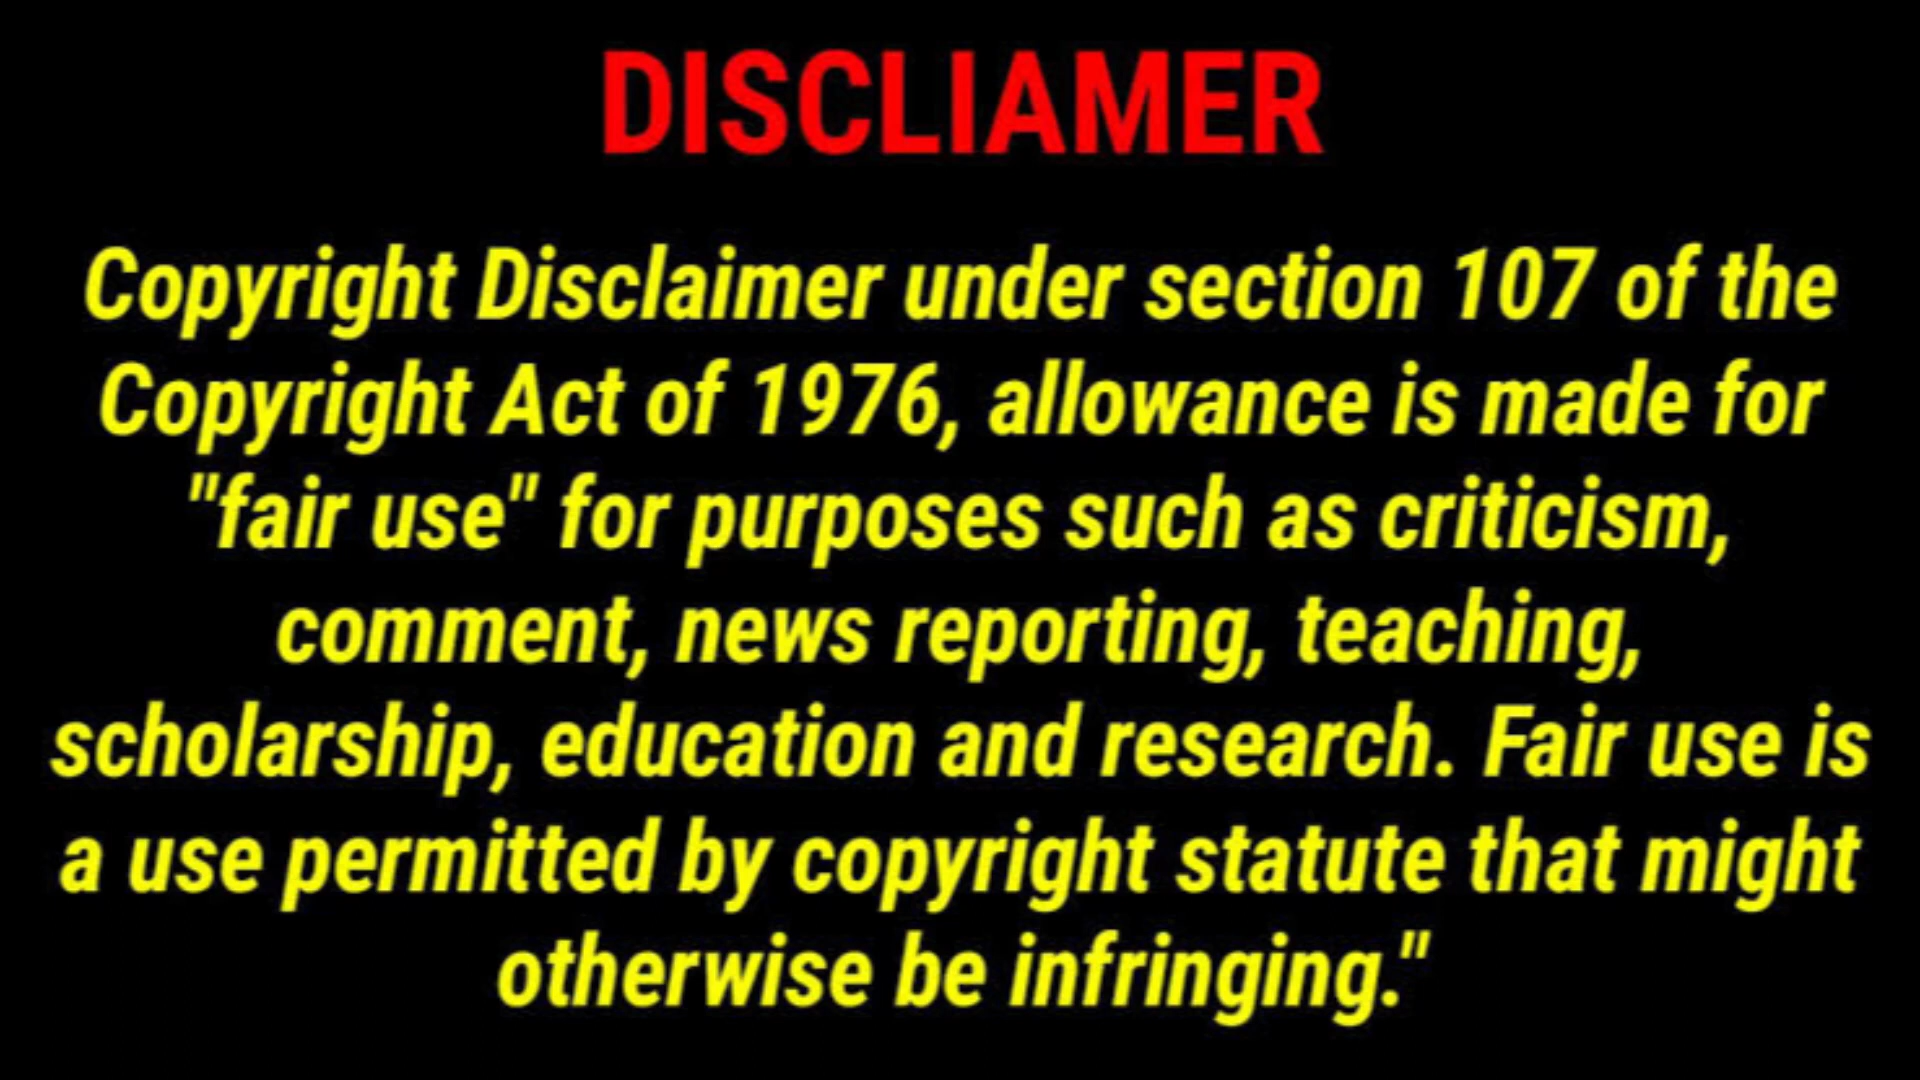 DISCLIAMER
Copyright Disclaimer under section 107 of the
Copyright Act of 1976, allowance is made for
"fair use" for purposes such as criticism,
comment, news reporting, teaching,
scholarship, education and research. Fair use is
a use permitted by copyright statute that might
otherwise be infringing."